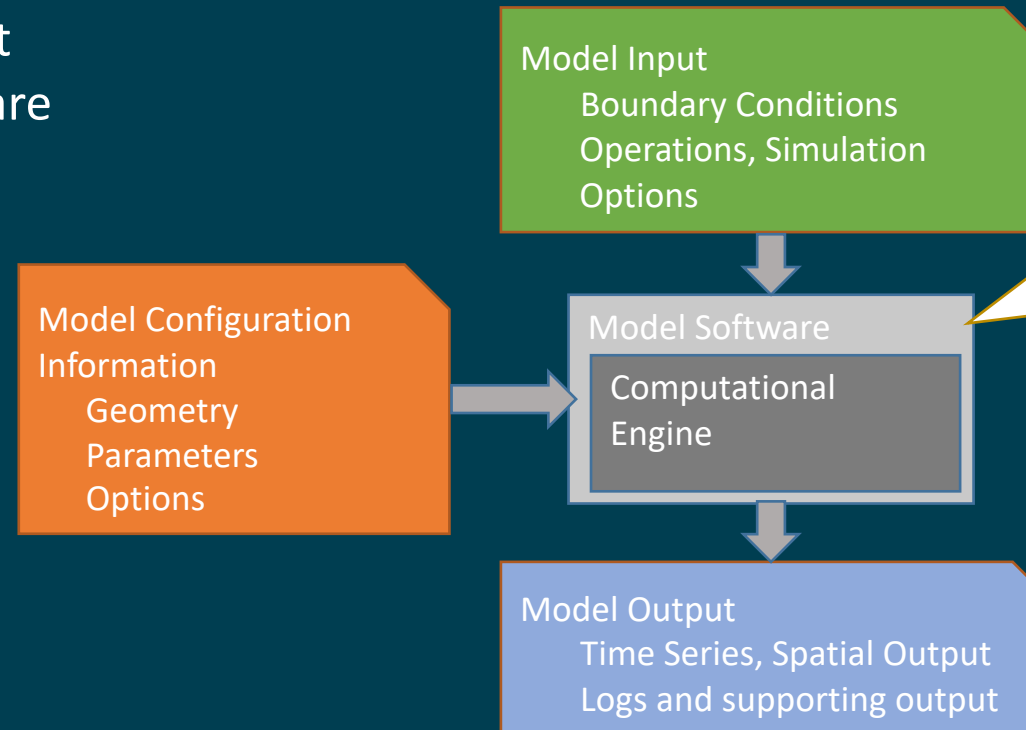 t
are
Model Input
Boundary Conditions
Operations, Simulation
Options
Model Configuration
Information
Geometry
Parameters
Options
Model Software
Computational
Engine
Model Output
Time Series, Spatial Output
Logs and supporting output